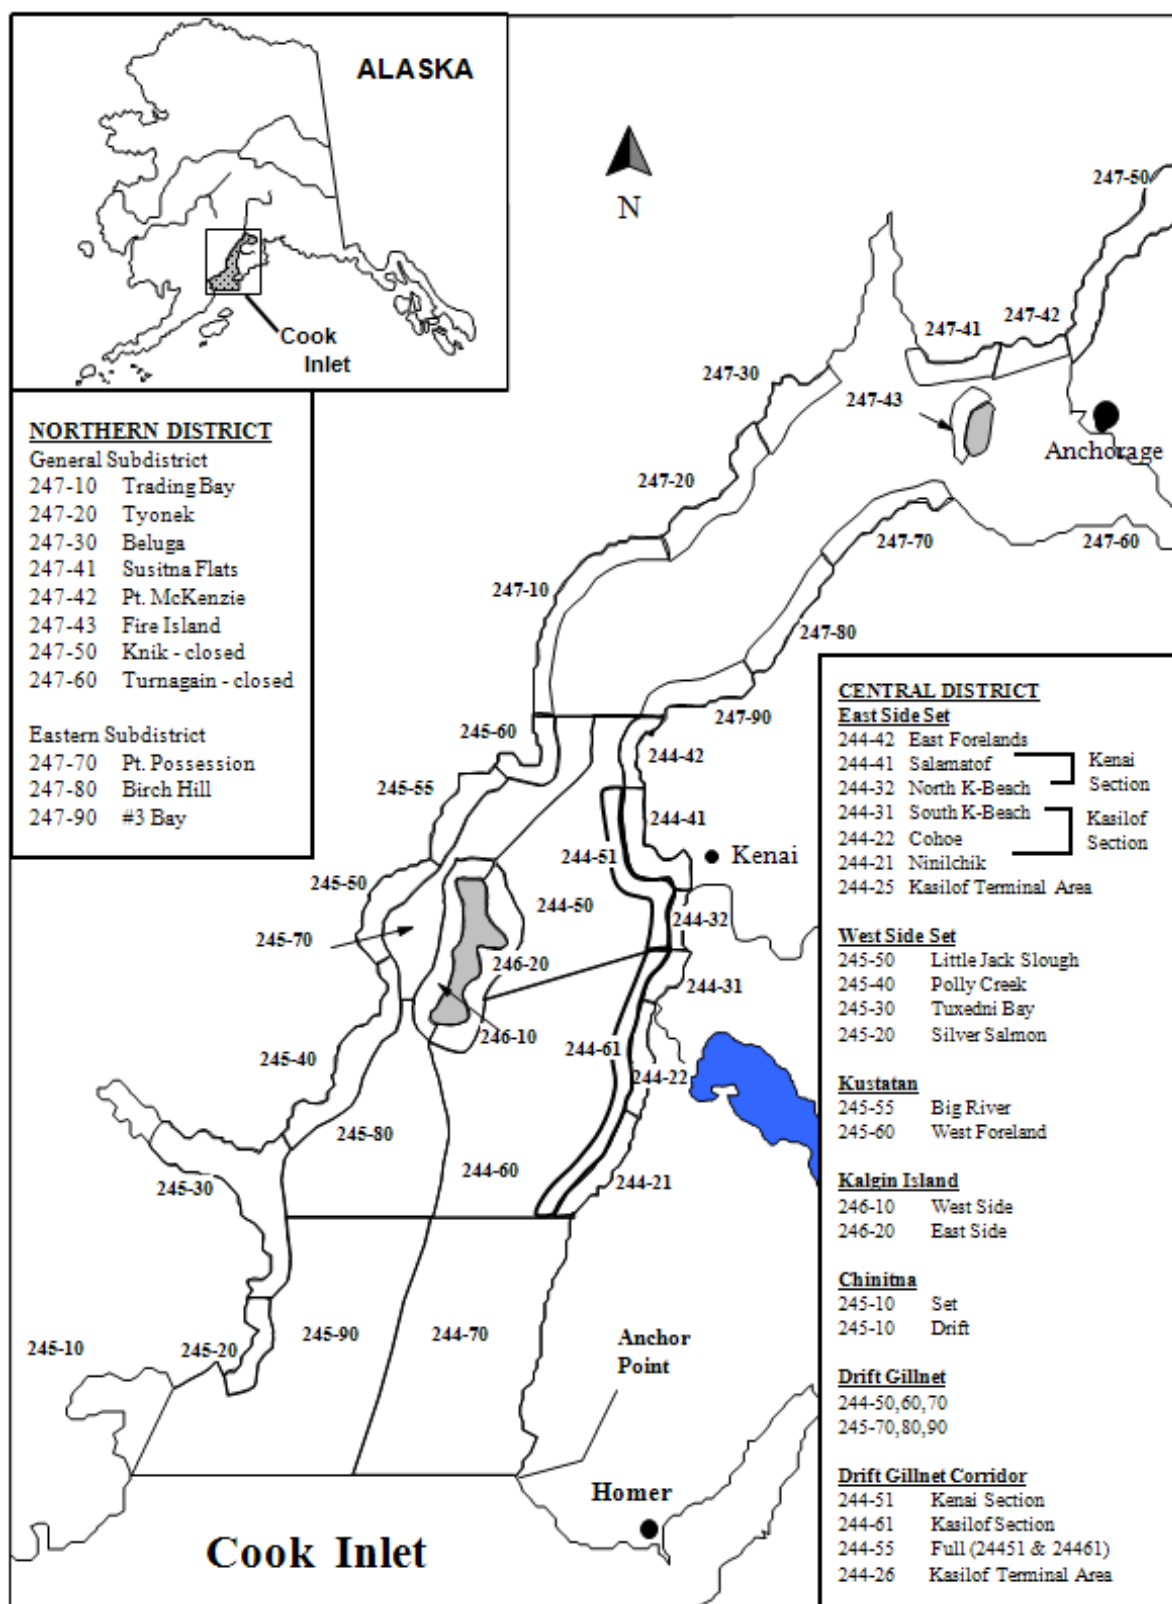 ALASKA
Cook
Inlet
N
NORTHERN DISTRICT
General Subdistrict
247-10 Trading Bay
247-20 Tyonek
247-30 Beluga
247-41 Susitna Flats
247-42 Pt. McKenzie
247-43 Fire Island
247-50 Knik - closed
247-60 Turnagain - closed
Eastern Subdistrict
247-70 Pt. Possession
247-80 Birch Hill
247-90 #3 Bay
247-50
247-42
247-41
247-30
247-43
Anchorage
247-20
247-70
247-60
247-10
247-80
247-90
245-60
244-42
245-55
244-41
244-51
Kenai
245-50
244-50
244-32
245-70
246-20
244-31
246-10
244-61
245-40
244-22
245-80
244-60
245-30
244-21
245-90
244-70
Anchor
Point
245-10
245-20
Homer
Cook Inlet
CENTRAL DISTRICT
East Side Set
244-42 East Forelands
244-41 Salamatof
244-32 North K-Beach
Kenai
Section
244-31 South K-Beach
244-22 Cohoe
244-21 Ninilchik
Kasilof
Section
244-25 Kasilof Terminal Area
West Side Set
245-50 Little Jack Slough
245-40 Polly Creek
245-30 Tuxedni Bay
245-20 Silver Salmon
Kustatan
245-55 Big River
245-60 West Foreland
Kalgin Island
246-10 West Side
246-20 East Side
Chinitna
245-10 Set
245-10 Drift
Drift Gillnet
244-50,60,70
245-70,80,90
Drift Gillnet Corridor
244-51 Kenai Section
244-61 Kasilof Section
244-55 Full (24451 & 24461)
244-26 Kasilof Terminal Area